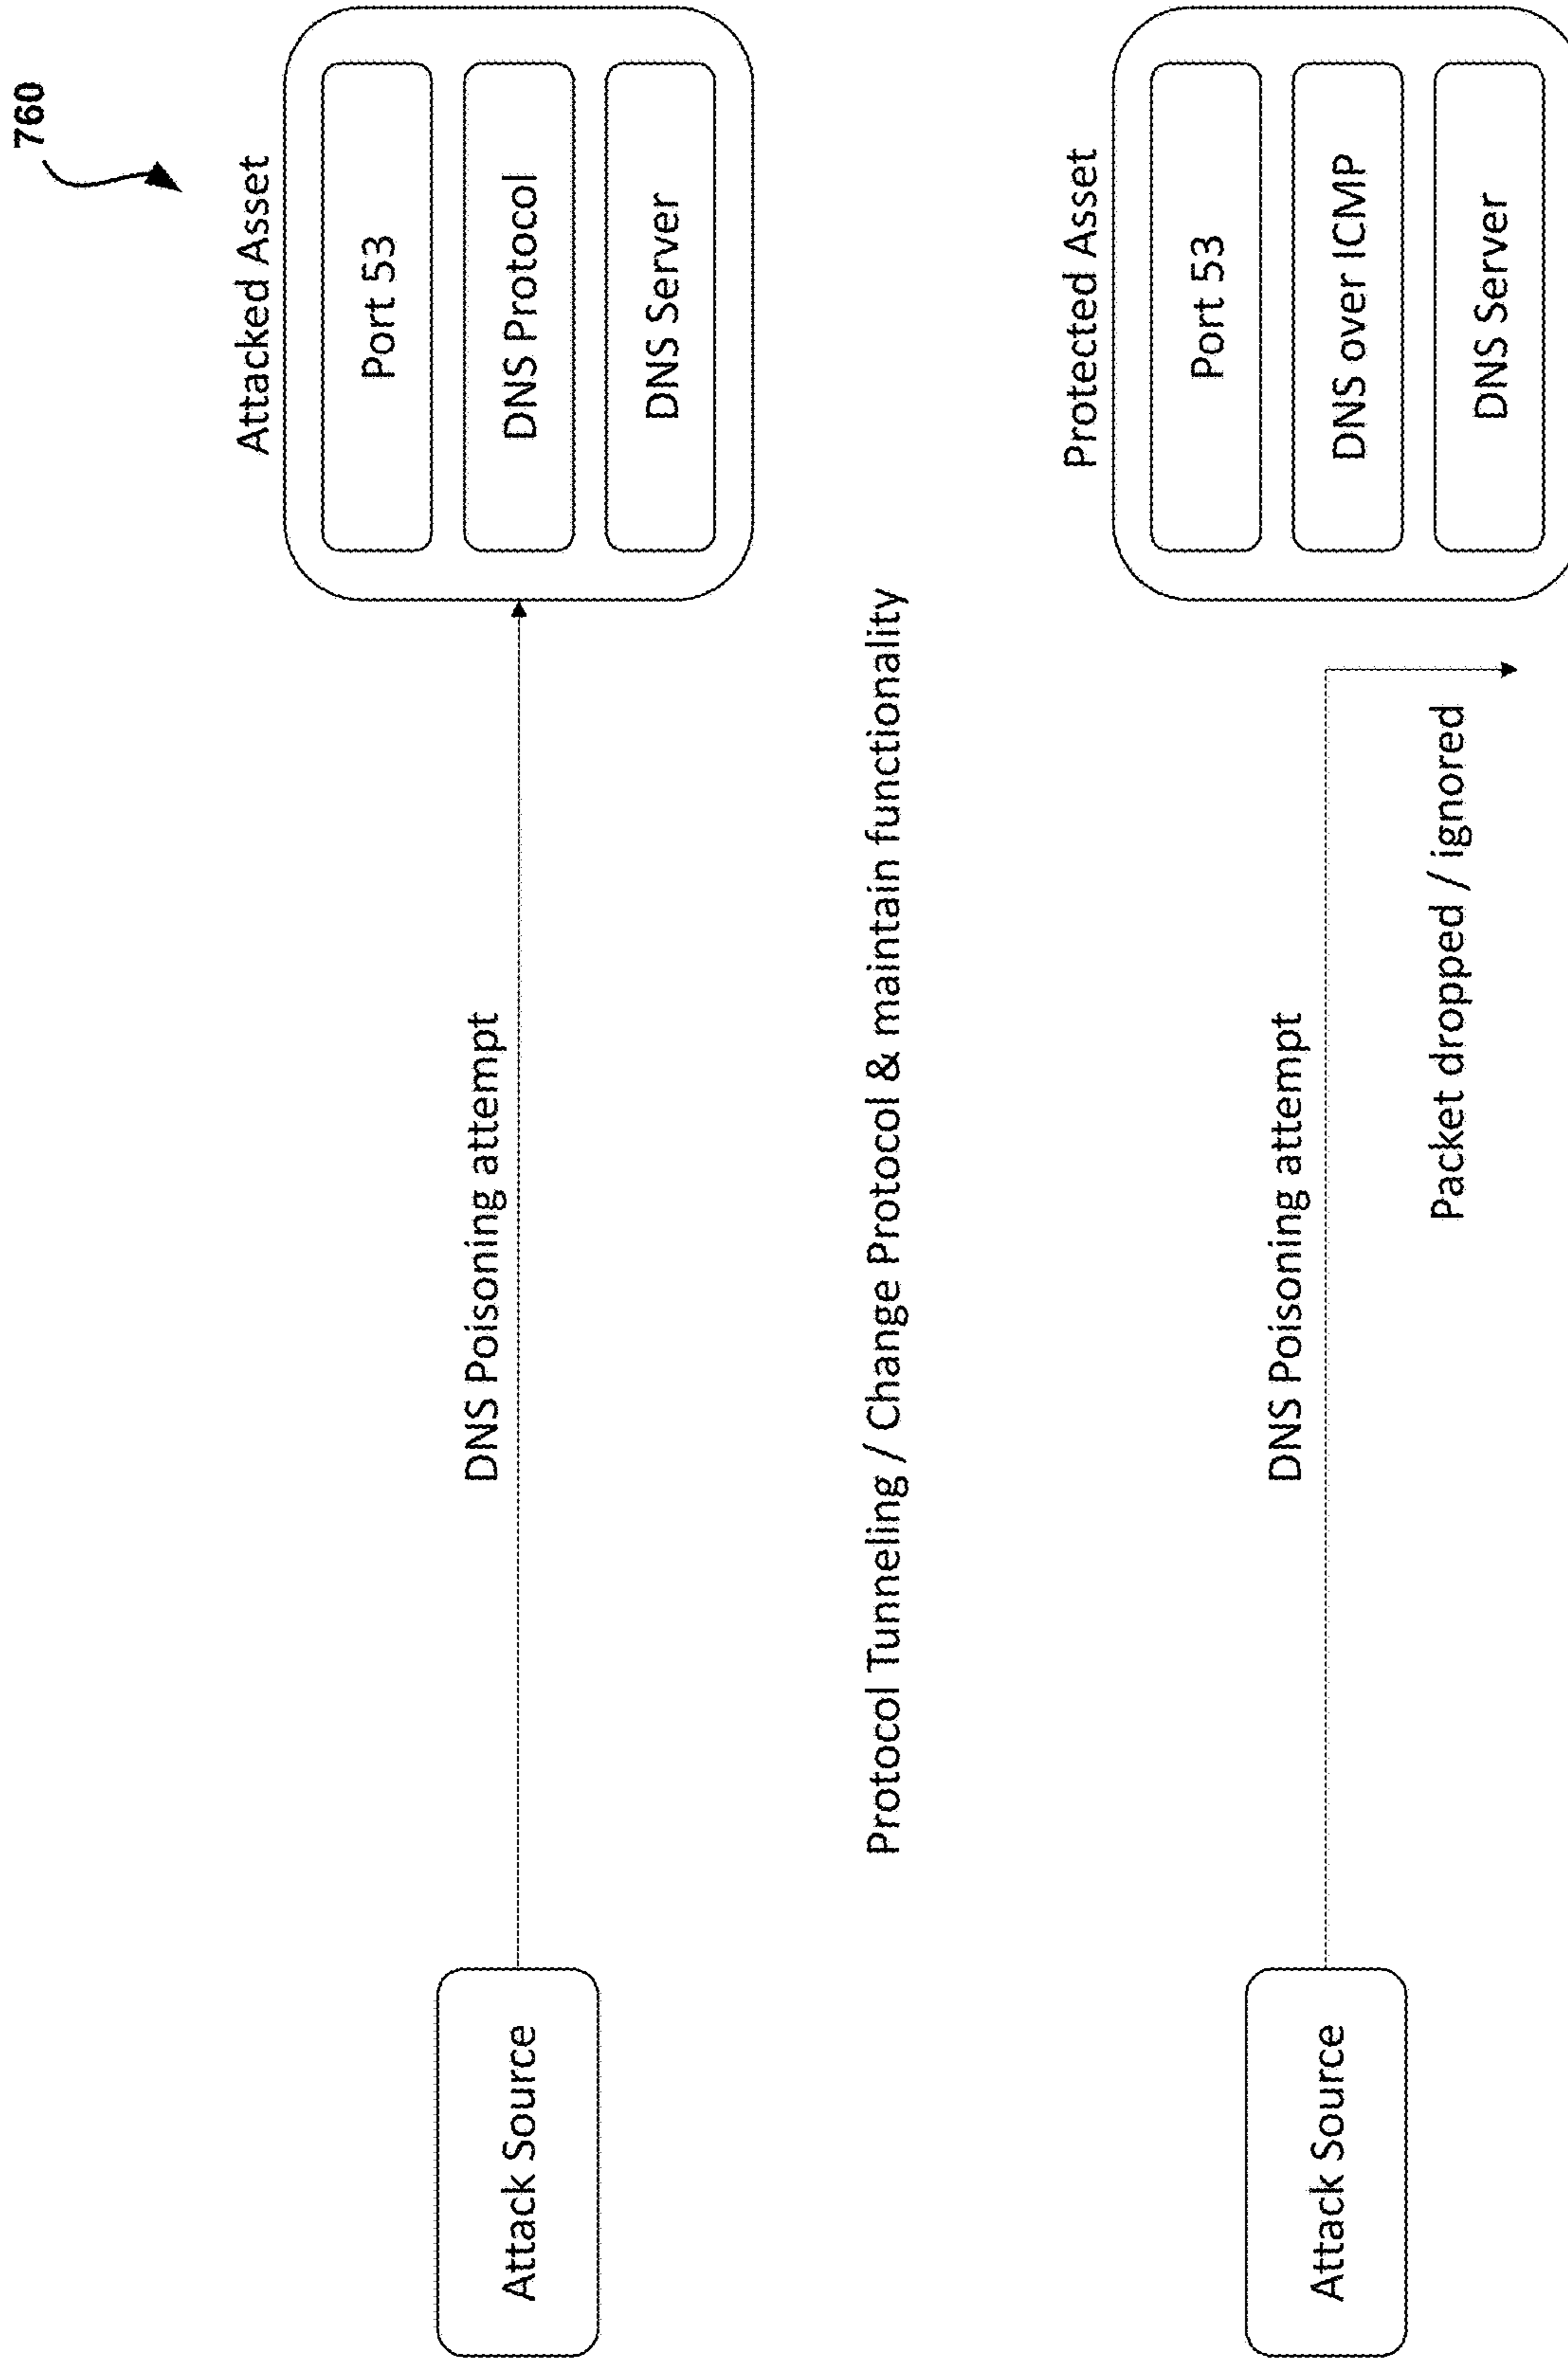 760
Attacked Asset
Port 53
DNS Protocol
DNS Server
DNS Poisoning attempt
Attack Source
Protocol Tunneling / Change Protocol & maintain functionality
Protected Asset
Port 53
DNS over ICMP
DNS Server
DNS Poisoning attempt
Attack Source
Packet dropped / ignored